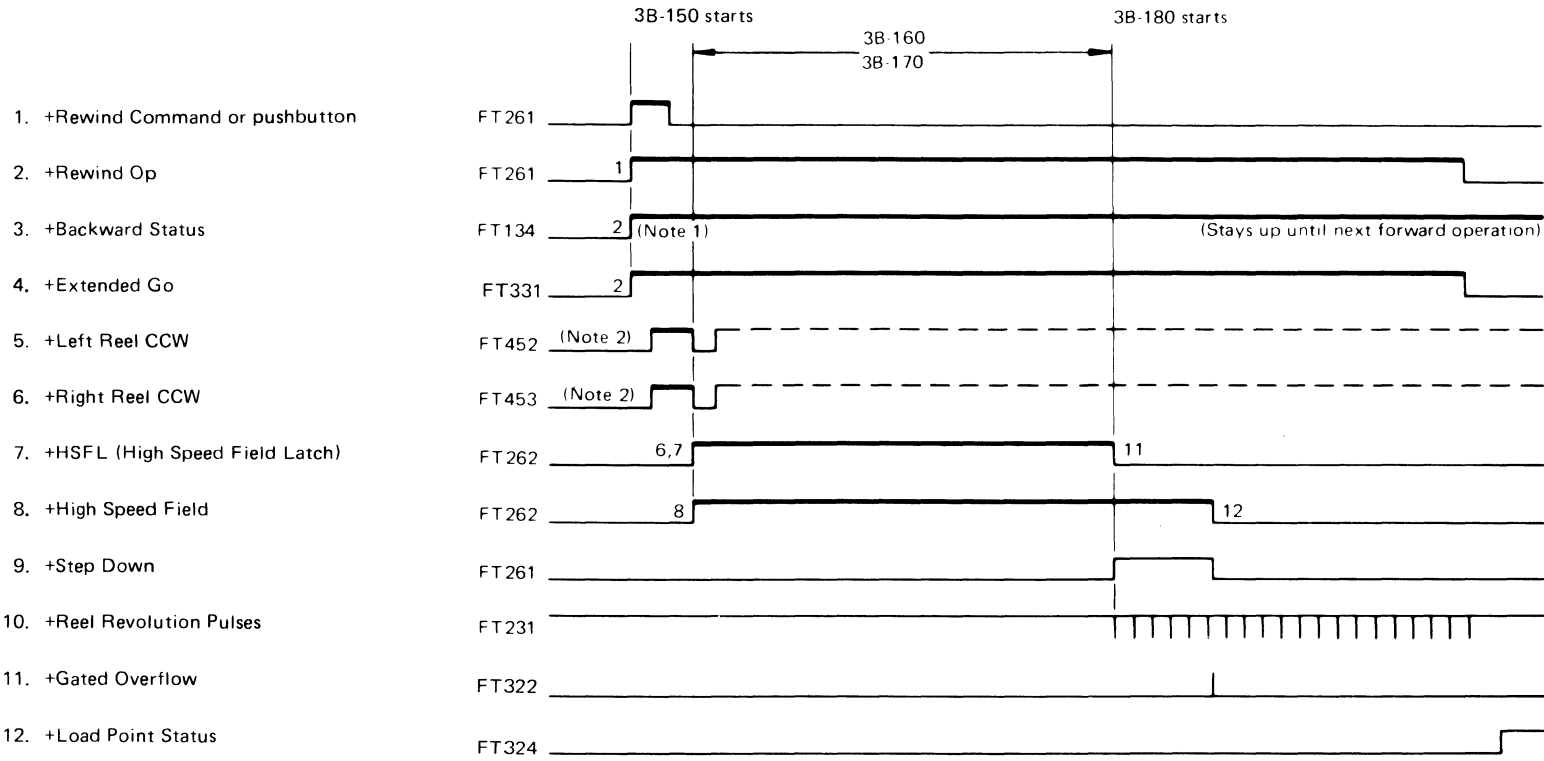 3B-150 starts
3B-180 starts
3B-160
3B-170
1. +Rewind Command or pushbutton FT261
2. +Rewind Op FT261 1
3. +Backward Status FT134 2 (Note 1) (Stays up until next forward operation)
4. +Extended Go FT331 2
5. +Left Reel CCW FT452 (Note 2)
6. +Right Reel CCW FT453 (Note 2)
7. +HSFL (High Speed Field Latch) FT262 6,7 11
8. +High Speed Field FT262 8 12
9. +Step Down FT261
10. +Reel Revolution Pulses FT231
11. +Gated Overflow FT322
12. +Load Point Status FT324